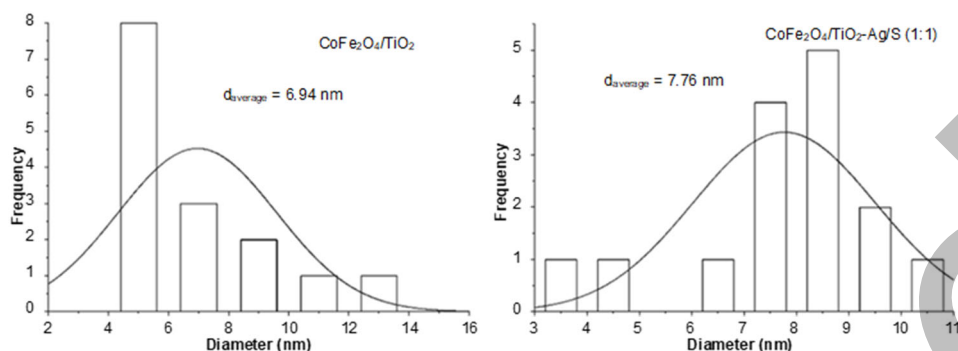 8
7
6
5
4
3
2
1
0
Frequency
CoFe₂O₄/TiO₂
d_average = 6.94 nm
2 4 6 8 10 12 14 16
Diameter (nm)
5
4
3
2
1
0
Frequency
CoFe₂O₄/TiO₂-Ag/S (1:1)
d_average = 7.76 nm
3 4 5 6 7 8 9 10 11
Diameter (nm)